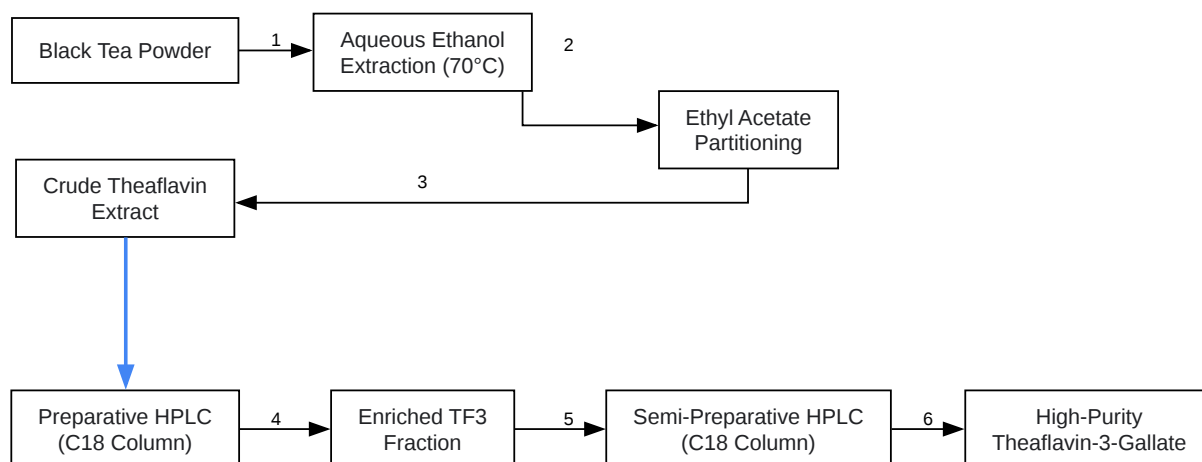 Black Tea Powder
1
Aqueous Ethanol
Extraction (70°C)
2
Ethyl Acetate
Partitioning
3
Crude Theaflavin
Extract
Preparative HPLC
(C18 Column)
4
Enriched TF3
Fraction
5
Semi-Preparative HPLC
(C18 Column)
6
High-Purity
Theaflavin-3-Gallate